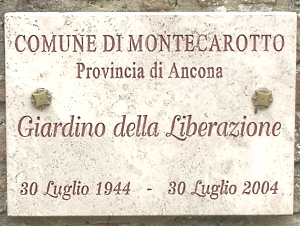 COMUNE DI MONTECAROTTO
Provincia di Ancona
Giardino della Liberazione
30 Luglio 1944 - 30 Luglio 2004